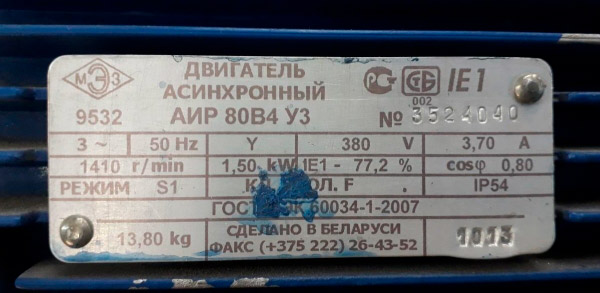 МЭЗ ДВИГАТЕЛЬ АСИНХРОННЫЙ РСТ СТБ IE1
002
9532 АИР 80В4 У3 № 3524040
3 ~ 50 Hz Y 380 V 3,70 A
1410 r/min 1,50 kW IE1 - 77,2 % cosφ 0,80
РЕЖИМ S1 F IP54
ГОСТ 60034-1-2007
13,80 kg СДЕЛАНО В БЕЛАРУСИ
ФАКС (+375 222) 26-43-52 1013